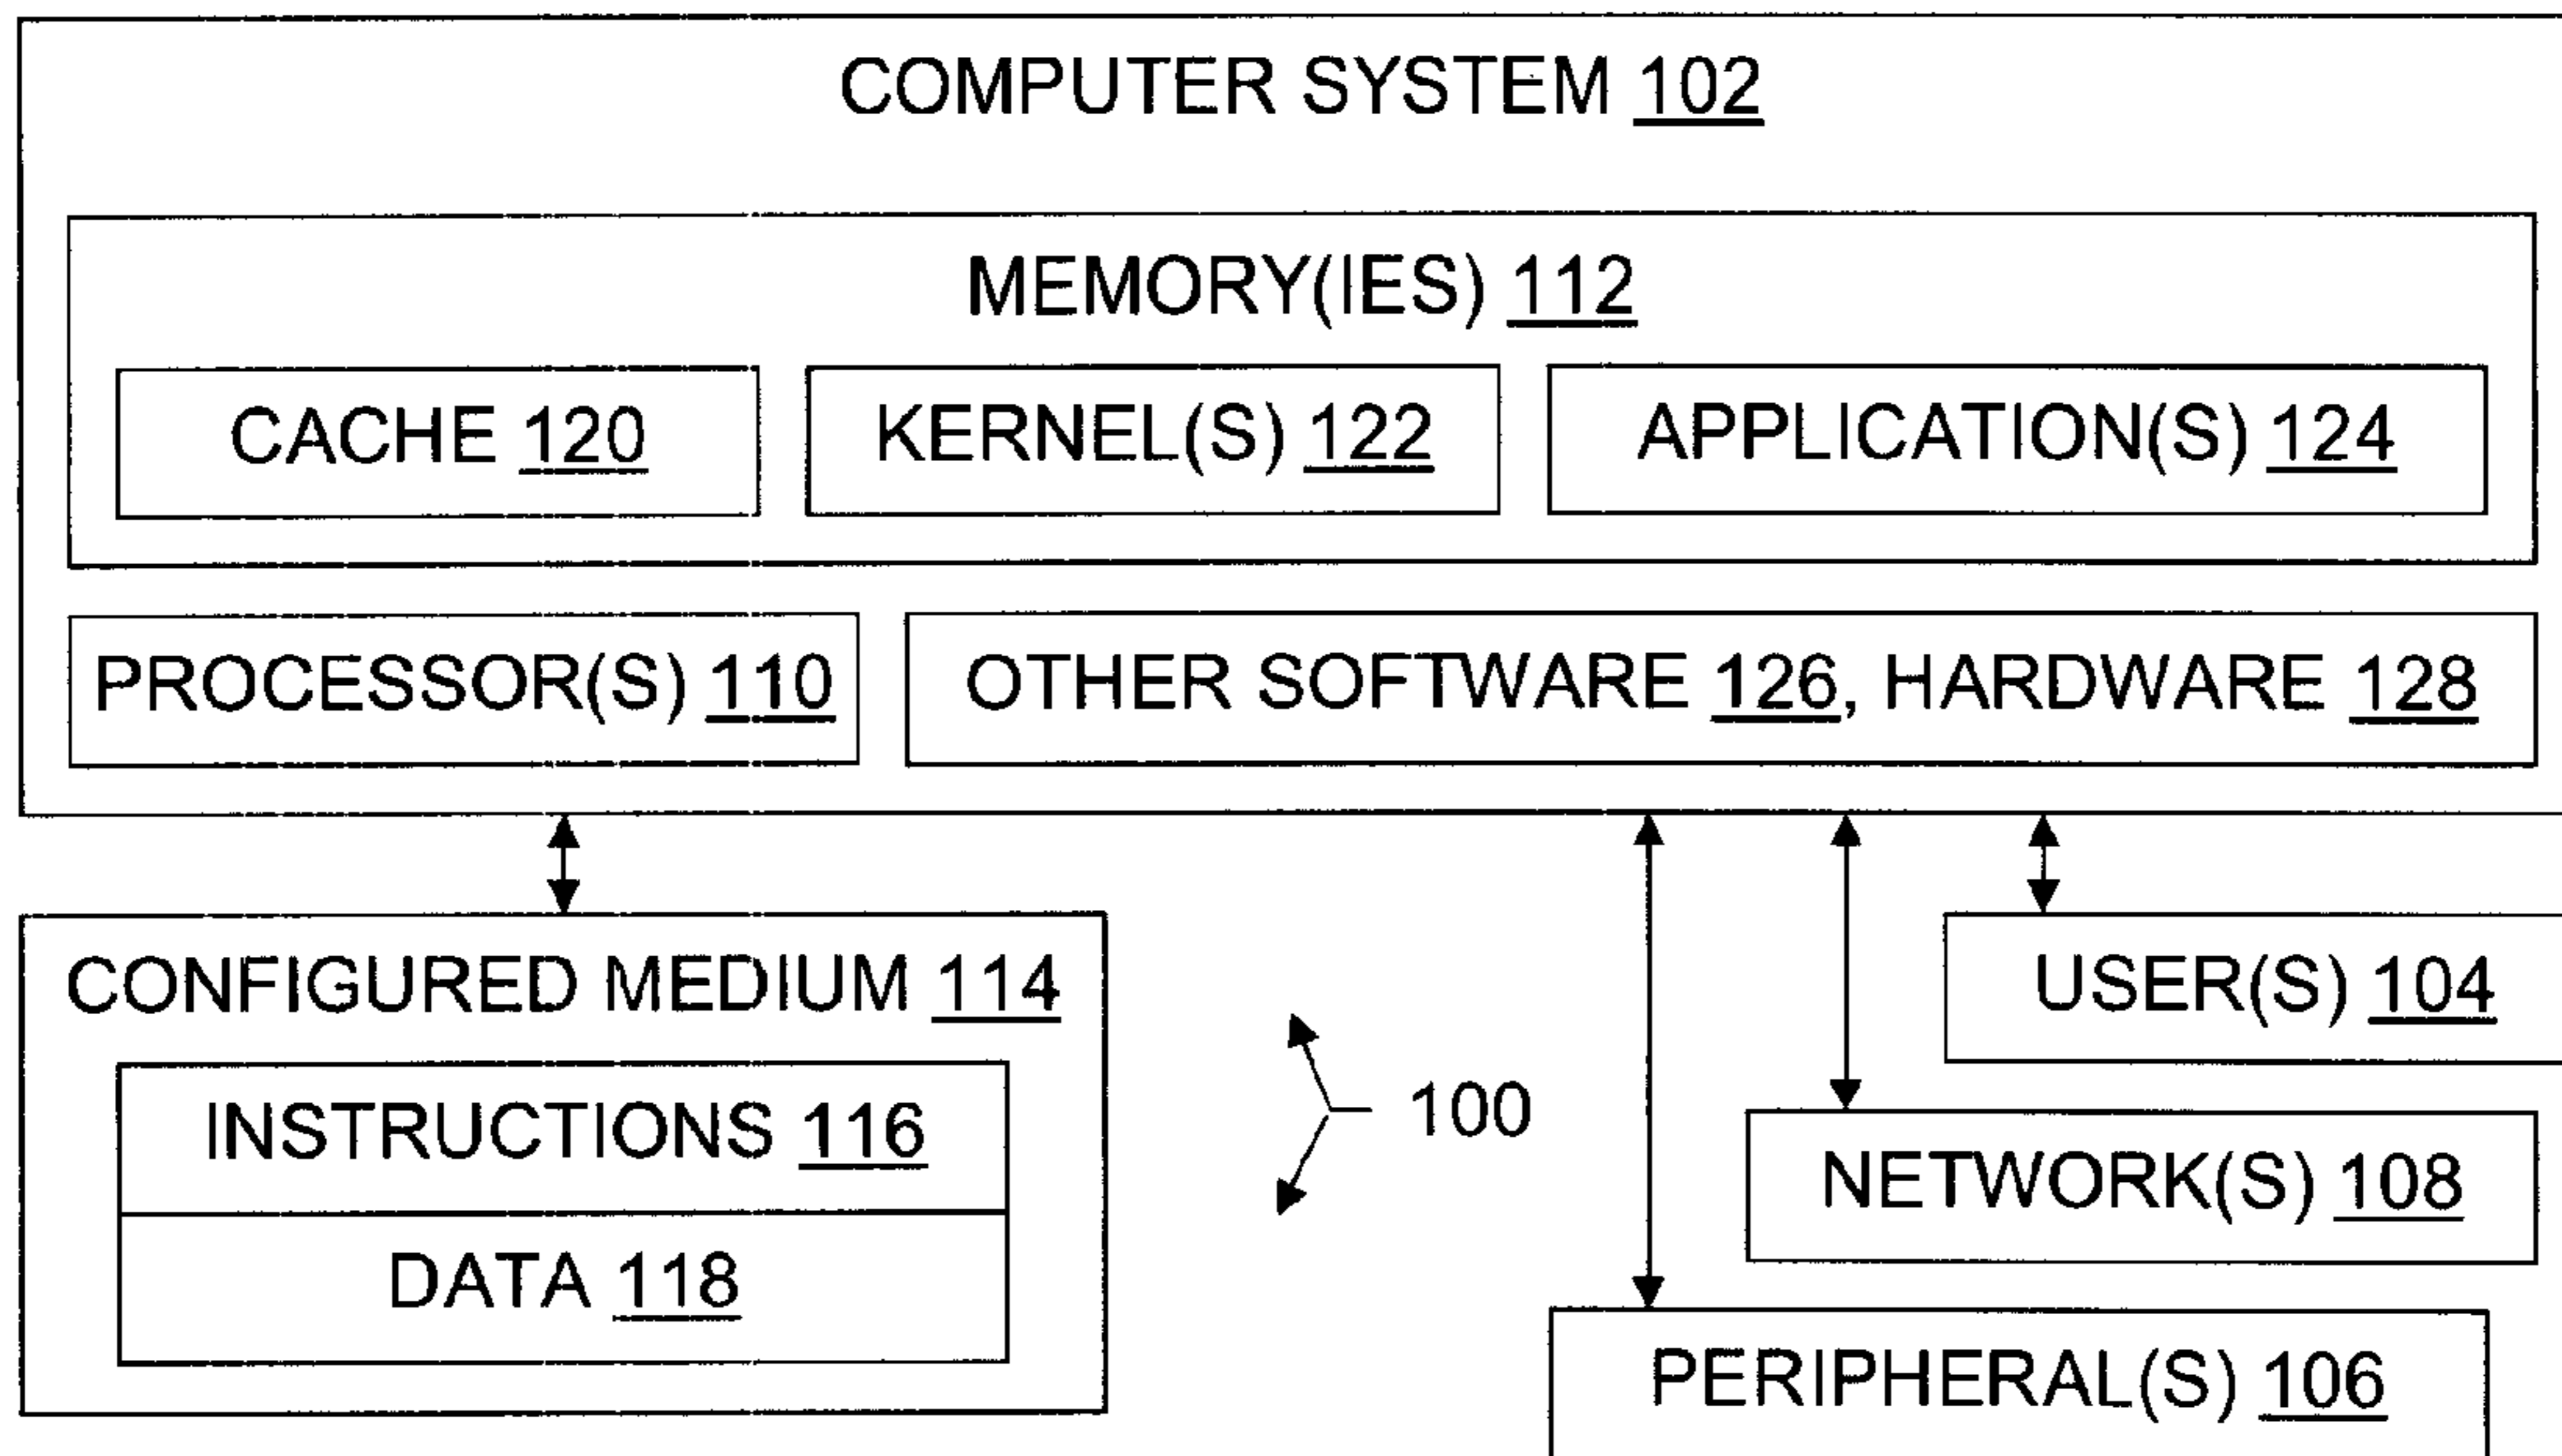 COMPUTER SYSTEM 102
MEMORY(IES) 112
CACHE 120
KERNEL(S) 122
APPLICATION(S) 124
PROCESSOR(S) 110
OTHER SOFTWARE 126, HARDWARE 128
CONFIGURED MEDIUM 114
INSTRUCTIONS 116
DATA 118
100
USER(S) 104
NETWORK(S) 108
PERIPHERAL(S) 106